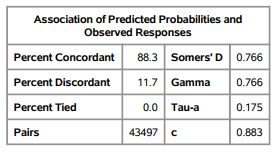 Association of Predicted Probabilities and
Observed Responses
Percent Concordant 88.3 Somers' D 0.766
Percent Discordant 11.7 Gamma 0.766
Percent Tied 0.0 Tau-a 0.175
Pairs 43497 c 0.883